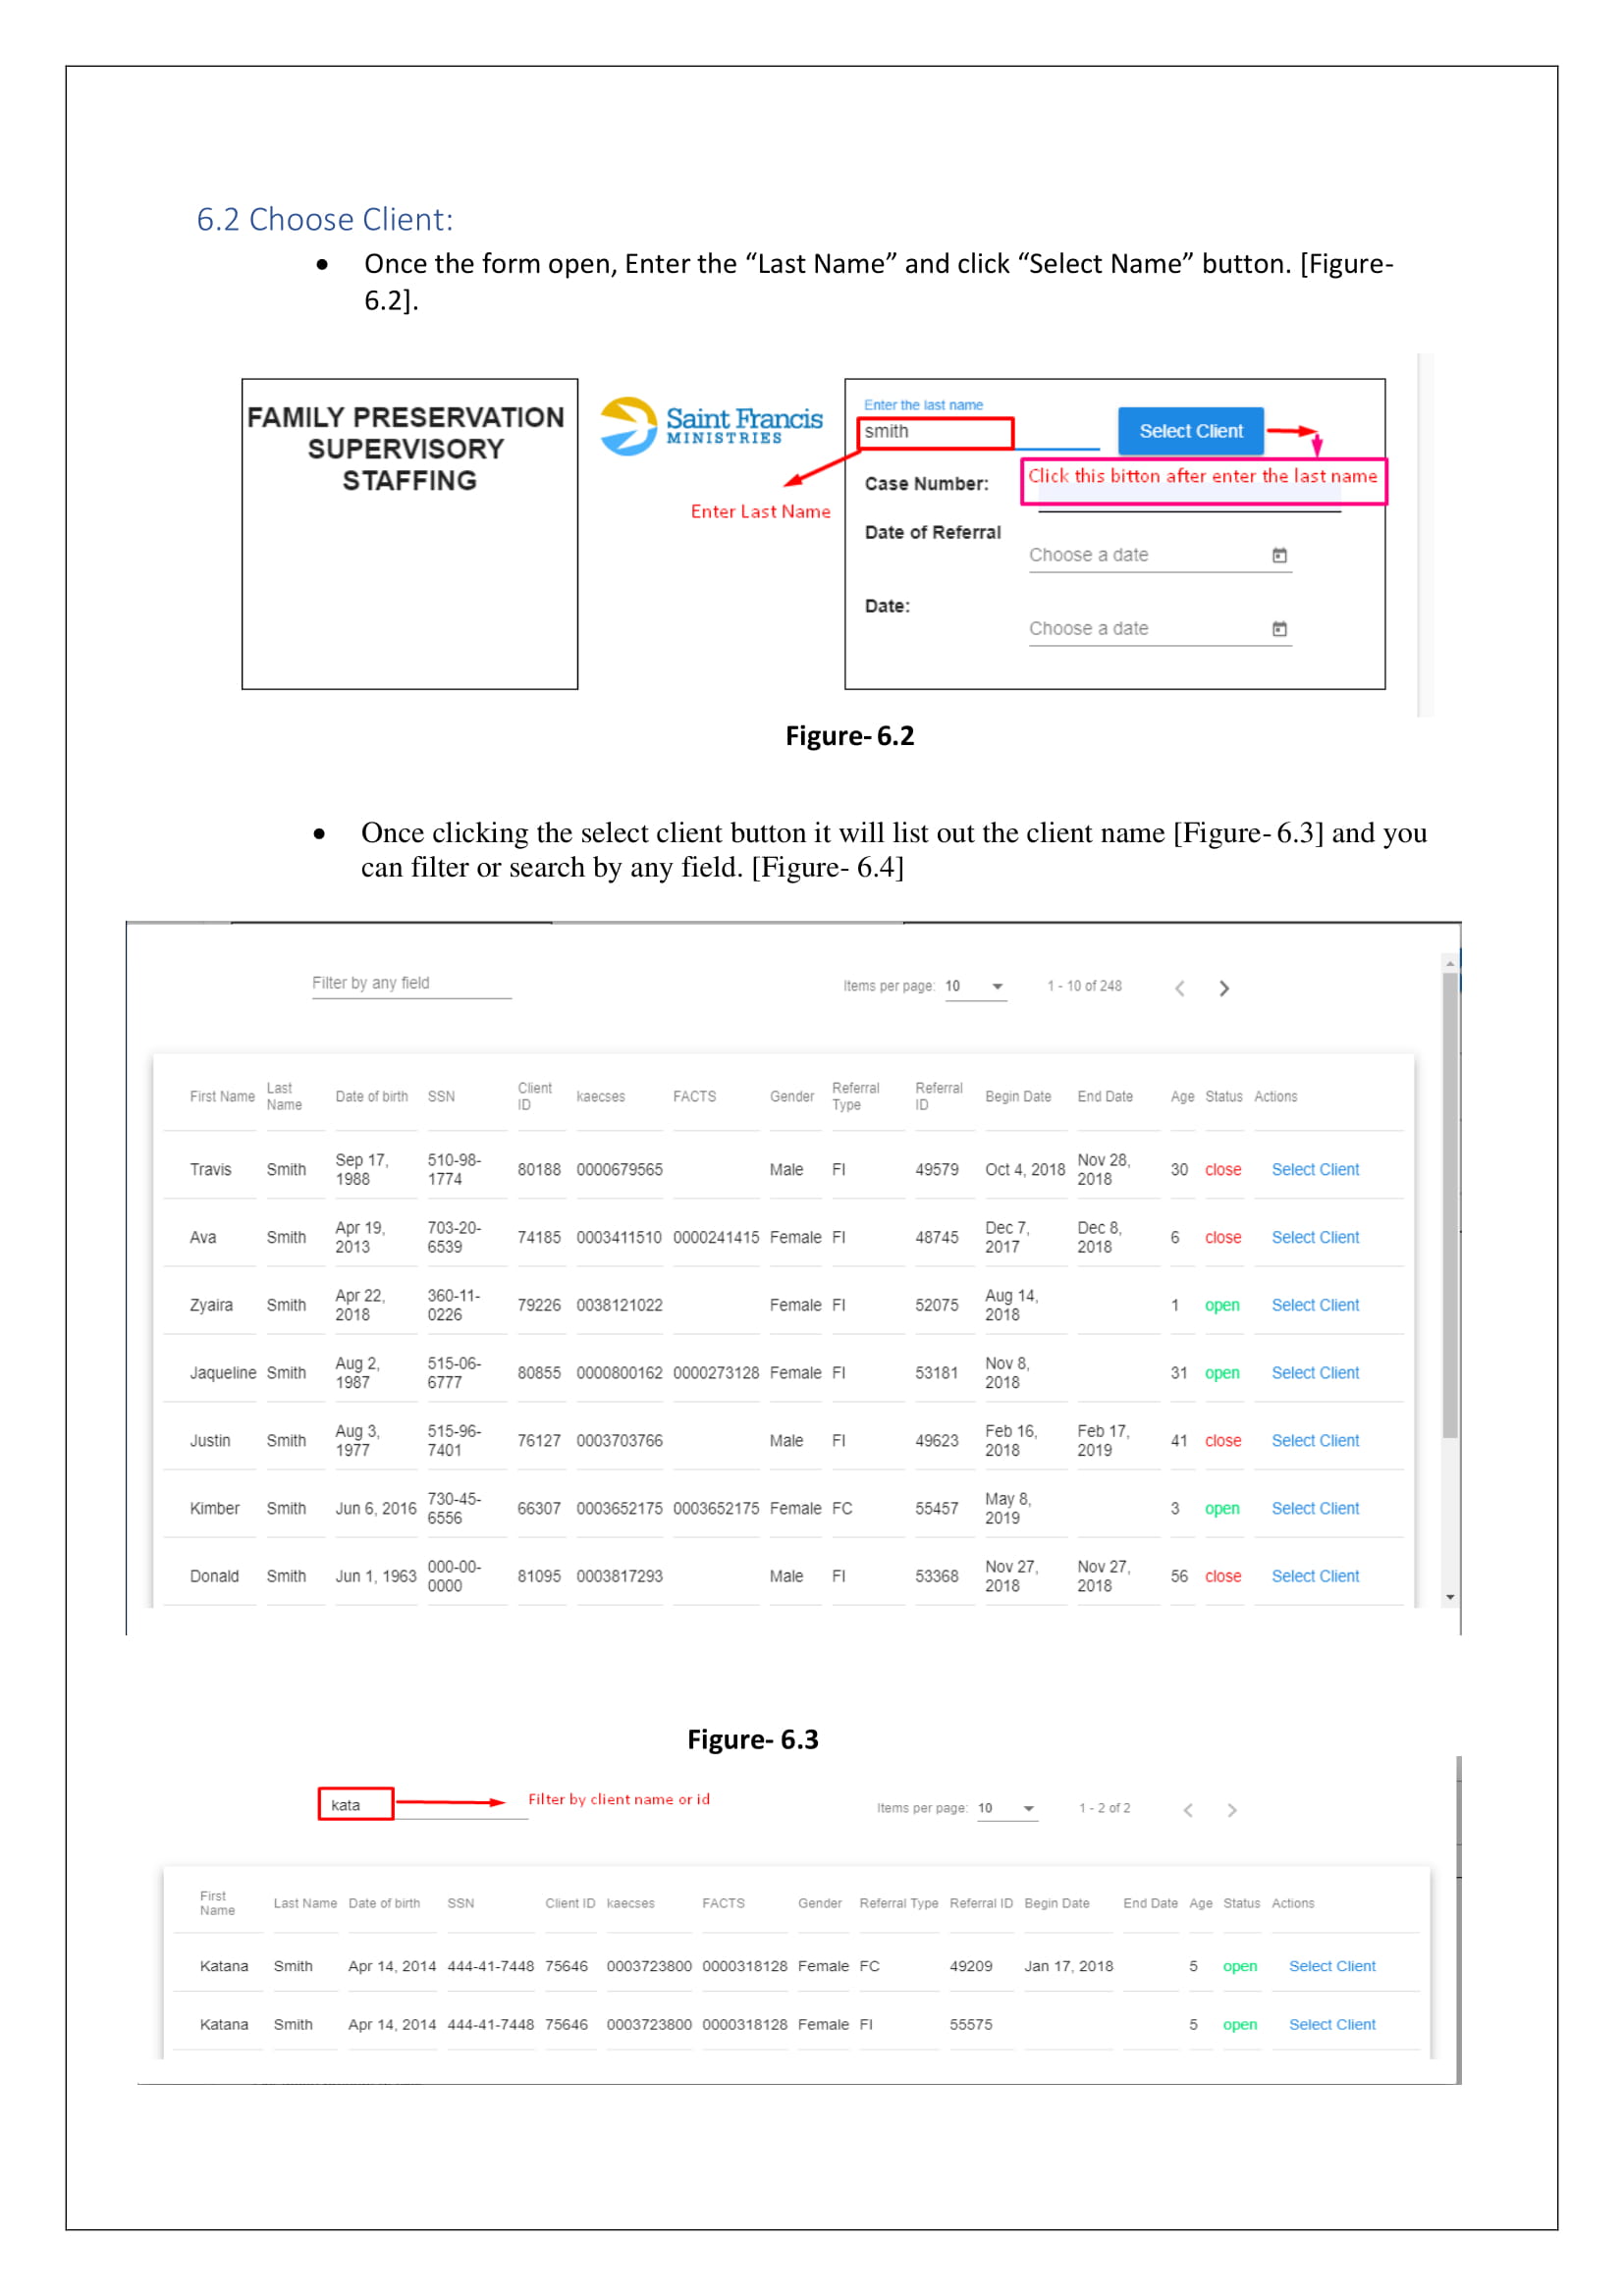 6.2 Choose Client:
• Once the form open, Enter the “Last Name” and click “Select Name” button. [Figure-
6.2].
FAMILY PRESERVATION
SUPERVISORY
STAFFING
Saint Francis
MINISTRIES
Enter Last Name
Enter the last name
smith
Select Client
Click this bitton after enter the last name
Case Number:
Date of Referral
Choose a date
Date:
Choose a date
Figure- 6.2
• Once clicking the select client button it will list out the client name [Figure- 6.3] and you
can filter or search by any field. [Figure- 6.4]
Filter by any field Items per page: 10 1 - 10 of 248
First Name Last Name Date of birth SSN Client ID kaecses FACTS Gender Referral Type Referral ID Begin Date End Date Age Status Actions
Travis Smith Sep 17, 1988 510-98-1774 80188 0000679565 Male FI 49579 Oct 4, 2018 Nov 28, 2018 30 close Select Client
Ava Smith Apr 19, 2013 703-20-6539 74185 0003411510 0000241415 Female FI 48745 Dec 7, 2017 Dec 8, 2018 6 close Select Client
Zyaira Smith Apr 22, 2018 360-11-0226 79226 0038121022 Female FI 52075 Aug 14, 2018 1 open Select Client
Jaqueline Smith Aug 2, 1987 515-06-6777 80855 0000800162 0000273128 Female FI 53181 Nov 8, 2018 31 open Select Client
Justin Smith Aug 3, 1977 515-96-7401 76127 0003703766 Male FI 49623 Feb 16, 2018 Feb 17, 2019 41 close Select Client
Kimber Smith Jun 6, 2016 730-45-6556 66307 0003652175 0003652175 Female FC 55457 May 8, 2019 3 open Select Client
Donald Smith Jun 1, 1963 000-00-0000 81095 0003817293 Male FI 53368 Nov 27, 2018 Nov 27, 2018 56 close Select Client
Figure- 6.3
kata Filter by client name or id Items per page: 10 1 - 2 of 2
First Name Last Name Date of birth SSN Client ID kaecses FACTS Gender Referral Type Referral ID Begin Date End Date Age Status Actions
Katana Smith Apr 14, 2014 444-41-7448 75646 0003723800 0000318128 Female FC 49209 Jan 17, 2018 5 open Select Client
Katana Smith Apr 14, 2014 444-41-7448 75646 0003723800 0000318128 Female FI 55575 5 open Select Client